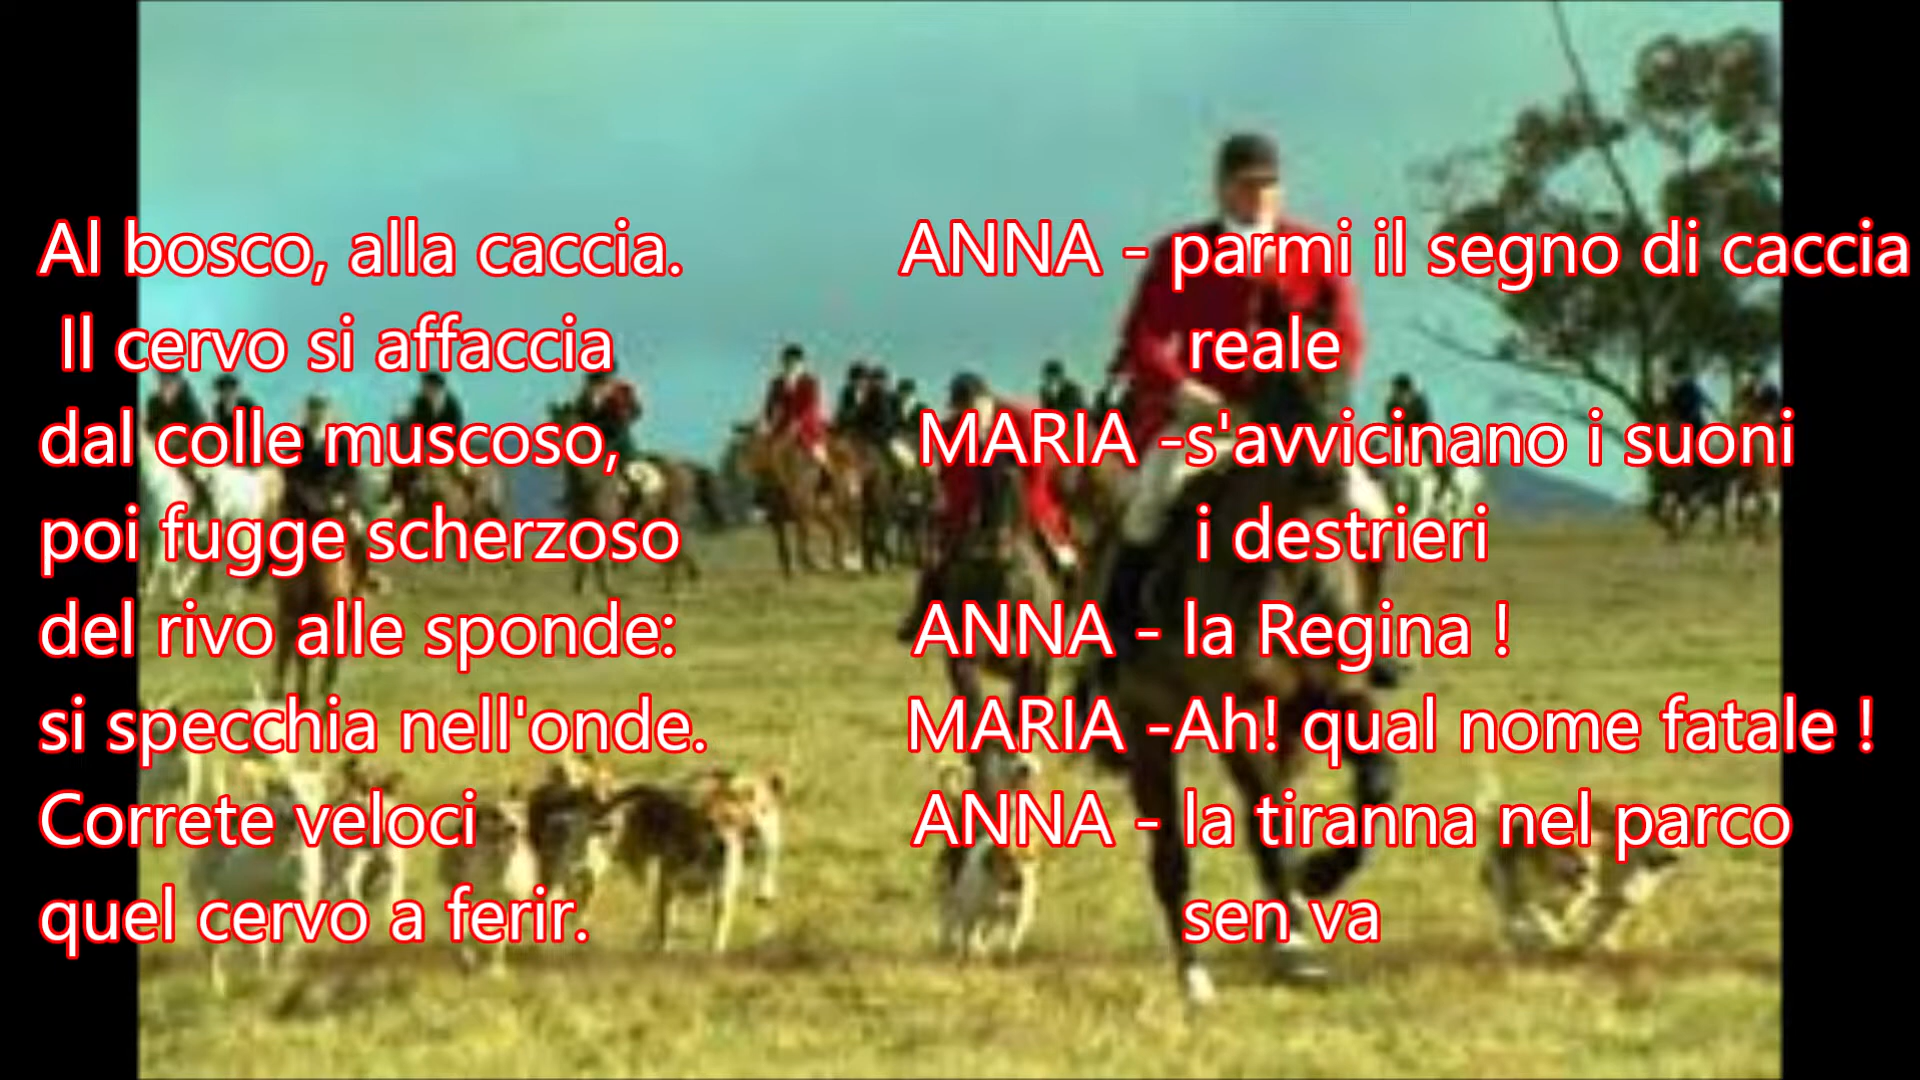 Al bosco, alla caccia.
Il cervo si affaccia
dal colle muscoso,
poi fugge scherzoso
del rivo alle sponde:
si specchia nell'onde.
Correte veloci
quel cervo a ferir.
ANNA - parmi il segno di caccia
reale
MARIA -s'avvicinano i suoni
i destrieri
ANNA - la Regina !
MARIA -Ah! qual nome fatale !
ANNA - la tiranna nel parco
sen va